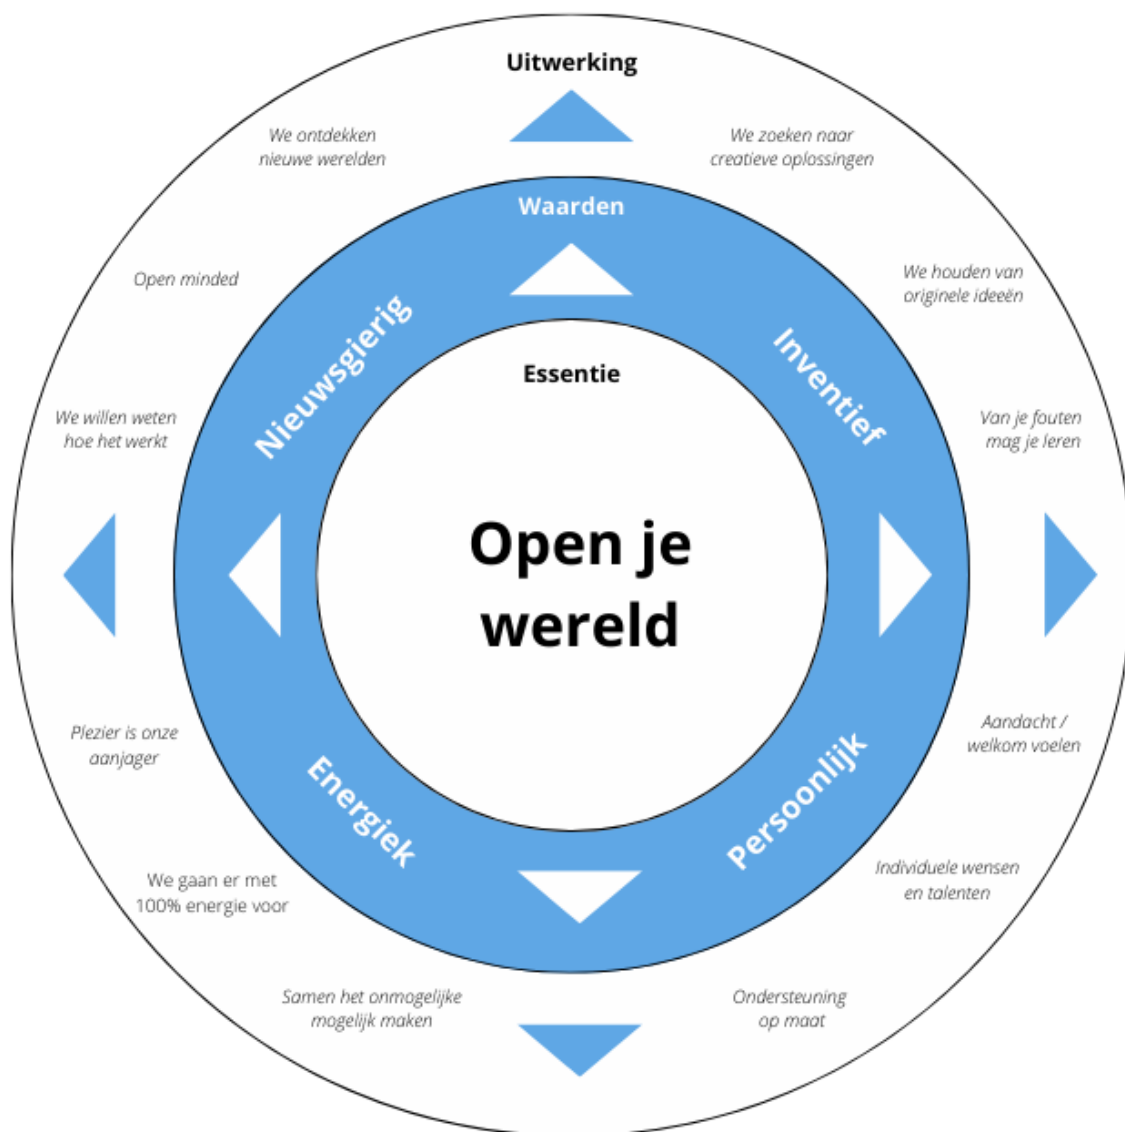 Uitwerking
We ontdekken
nieuwe werelden
We zoeken naar
creatieve oplossingen
Waarden
Open minded
We houden van
originele ideeën
Nieuwsgierig
Inventief
Essentie
We willen weten
hoe het werkt
Van je fouten
mag je leren
Open je
wereld
Plezier is onze
aanjager
Aandacht /
welkom voelen
Energiek
Persoonlijk
We gaan er met
100% energie voor
Individuele wensen
en talenten
Samen het onmogelijke
mogelijk maken
Ondersteuning
op maat